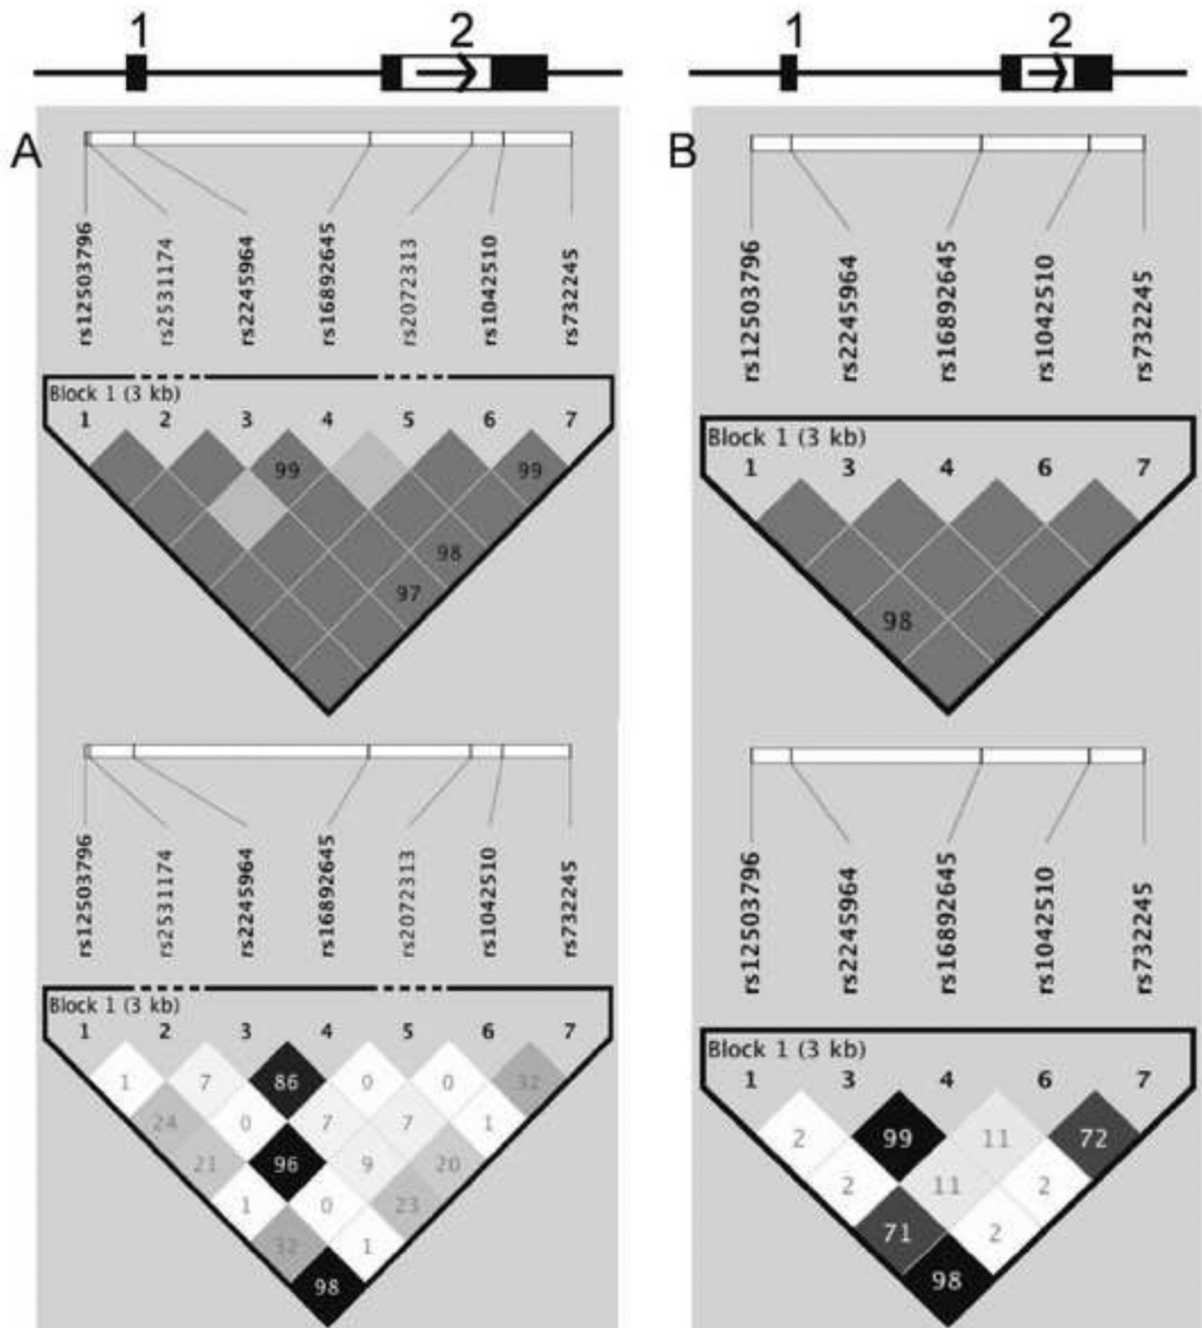 1 2
1 2
A
B
rs12503796 rs2531174 rs2245964 rs16892645 rs2072313 rs1042510 rs732245
rs12503796 rs2245964 rs16892645 rs1042510 rs732245
Block 1 (3 kb)
1 2 3 4 5 6 7
99 99
98
97
Block 1 (3 kb)
1 3 4 6 7
98
rs12503796 rs2531174 rs2245964 rs16892645 rs2072313 rs1042510 rs732245
rs12503796 rs2245964 rs16892645 rs1042510 rs732245
Block 1 (3 kb)
1 2 3 4 5 6 7
1 7 86 0 0 32
24 0 7 7 1
21 96 9 20
1 0 23
32 1
98
Block 1 (3 kb)
1 3 4 6 7
2 99 11 72
2 11 2
71 2
98